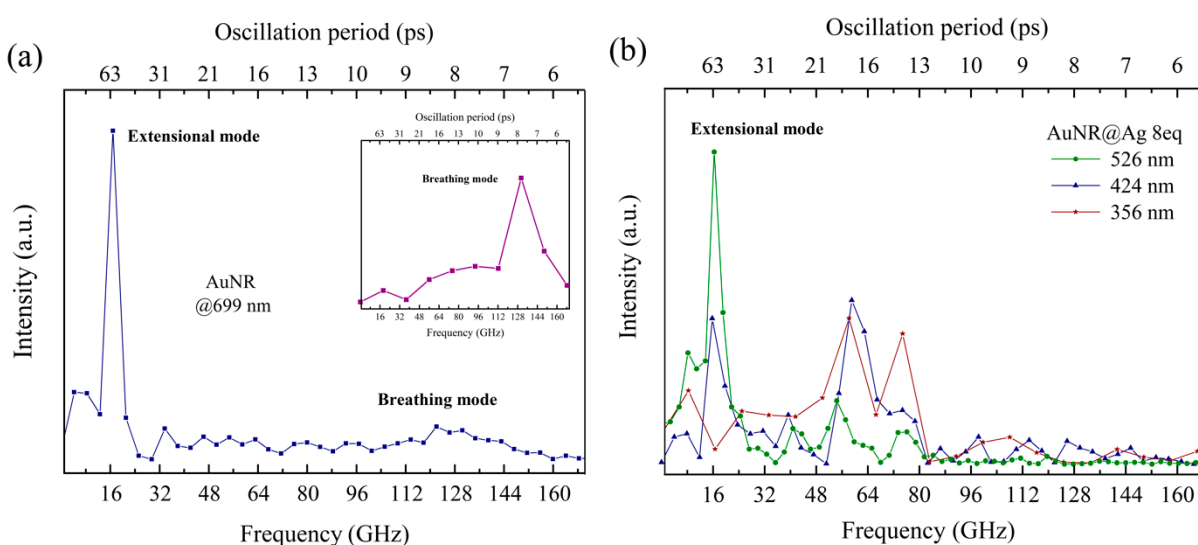 (a)
Oscillation period (ps)
63 31 21 16 13 10 9 8 7 6
Extensional mode
Oscillation period (ps)
63 31 21 16 13 10 9 8 7 6
Breathing mode
16 32 48 64 80 96 112 128 144 160
Frequency (GHz)
AuNR
@699 nm
Breathing mode
Intensity (a.u.)
16 32 48 64 80 96 112 128 144 160
Frequency (GHz)
(b)
Oscillation period (ps)
63 31 21 16 13 10 9 8 7 6
Extensional mode
AuNR@Ag 8eq
526 nm
424 nm
356 nm
Intensity (a.u.)
16 32 48 64 80 96 112 128 144 160
Frequency (GHz)